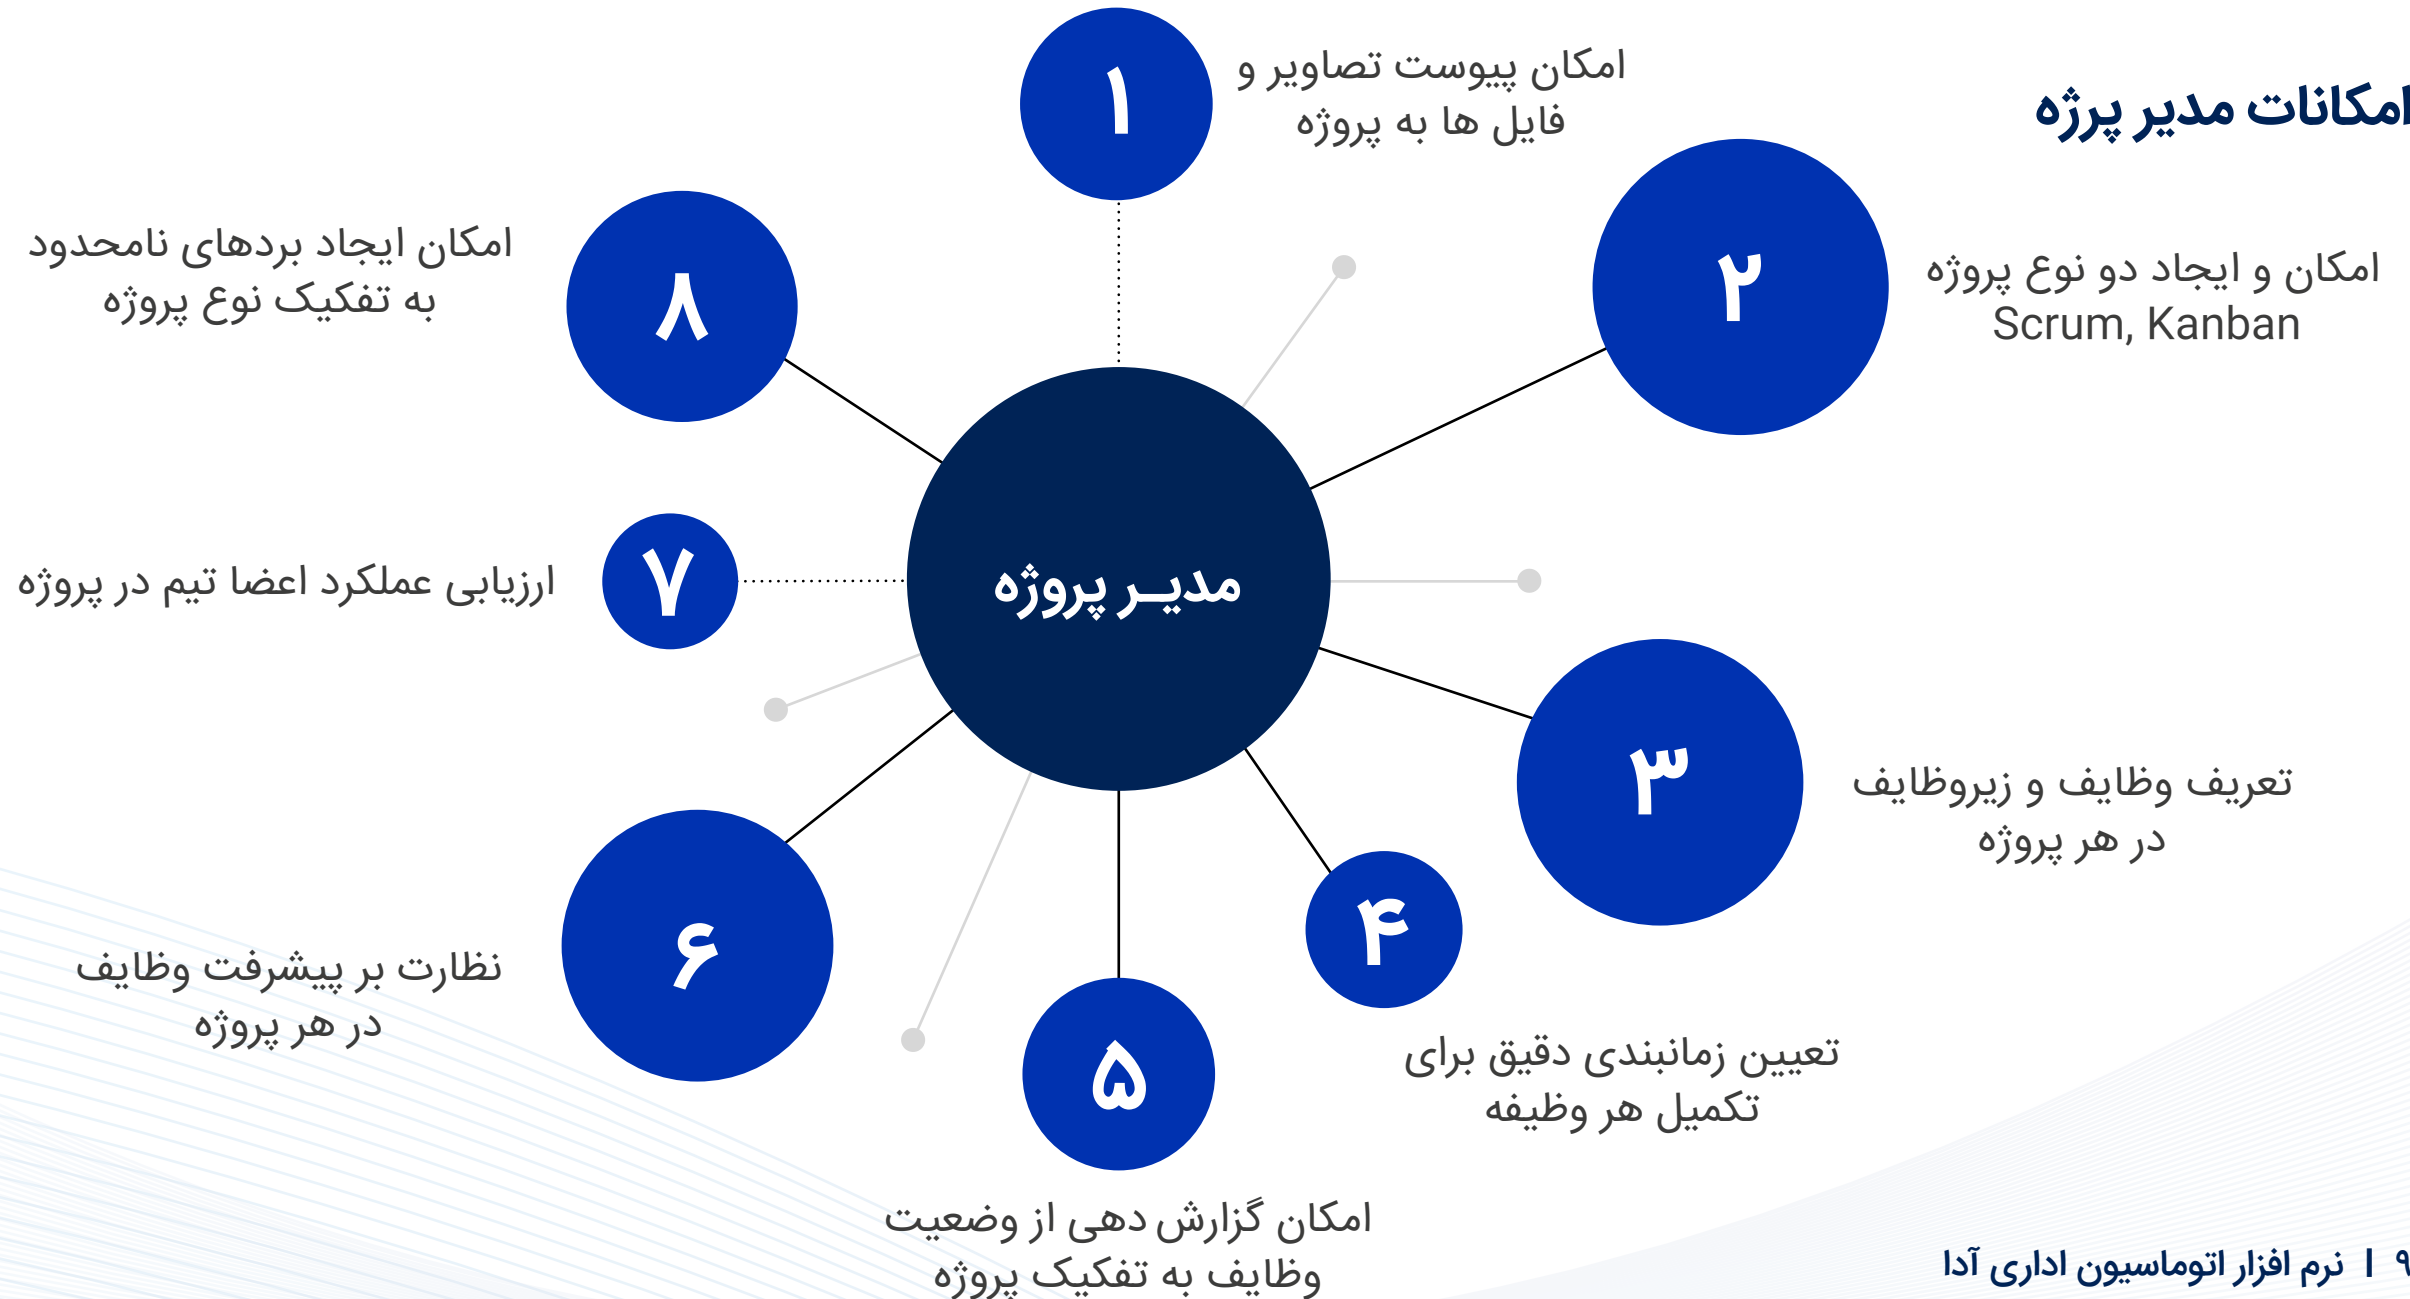 امکانات مدیر پرژه
۱
امکان پیوست تصاویر و
فایل ها به پروژه
۲
امکان و ایجاد دو نوع پروژه
Scrum, Kanban
۳
تعریف وظایف و زیروظایف
در هر پروژه
۴
تعیین زمانبندی دقیق برای
تکمیل هر وظیفه
۵
امکان گزارش دهی از وضعیت
وظایف به تفکیک پروژه
۶
نظارت بر پیشرفت وظایف
در هر پروژه
۷
ارزیابی عملکرد اعضا تیم در پروژه
۸
امکان ایجاد بردهای نامحدود
به تفکیک نوع پروژه
مدیـر پروژه
۹ | نرم افزار اتوماسیون اداری آدا